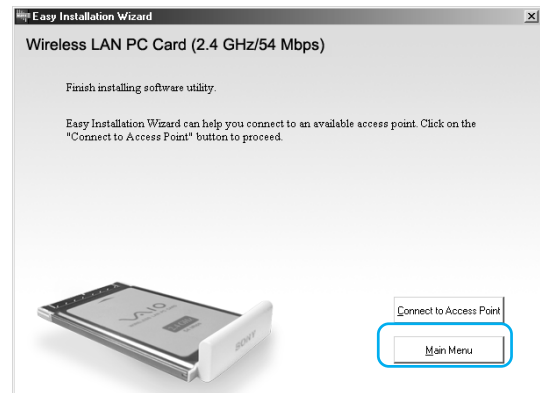 Easy Installation Wizard
Wireless LAN PC Card (2.4 GHz/54 Mbps)
Finish installing software utility.
Easy Installation Wizard can help you connect to an available access point. Click on the
"Connect to Access Point" button to proceed.
VAIO
SONY
Connect to Access Point
Main Menu